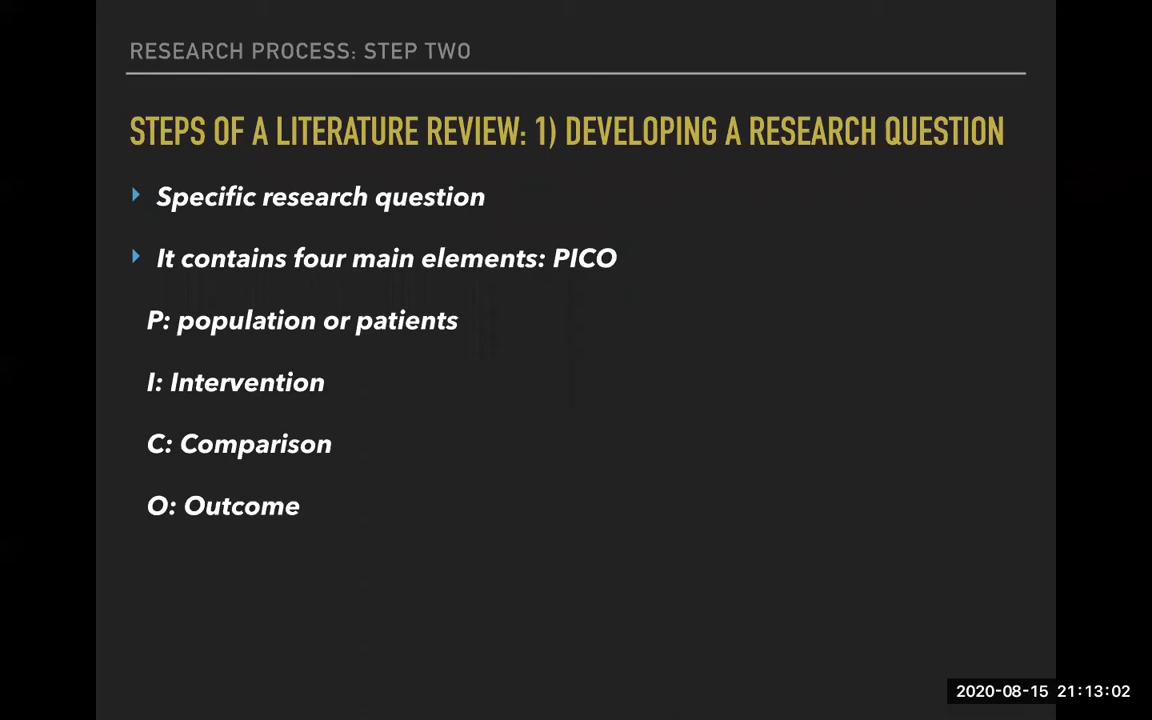 RESEARCH PROCESS: STEP TWO
STEPS OF A LITERATURE REVIEW: 1) DEVELOPING A RESEARCH QUESTION
Specific research question
It contains four main elements: PICO
P: population or patients
I: Intervention
C: Comparison
O: Outcome
2020-08-15 21:13:02